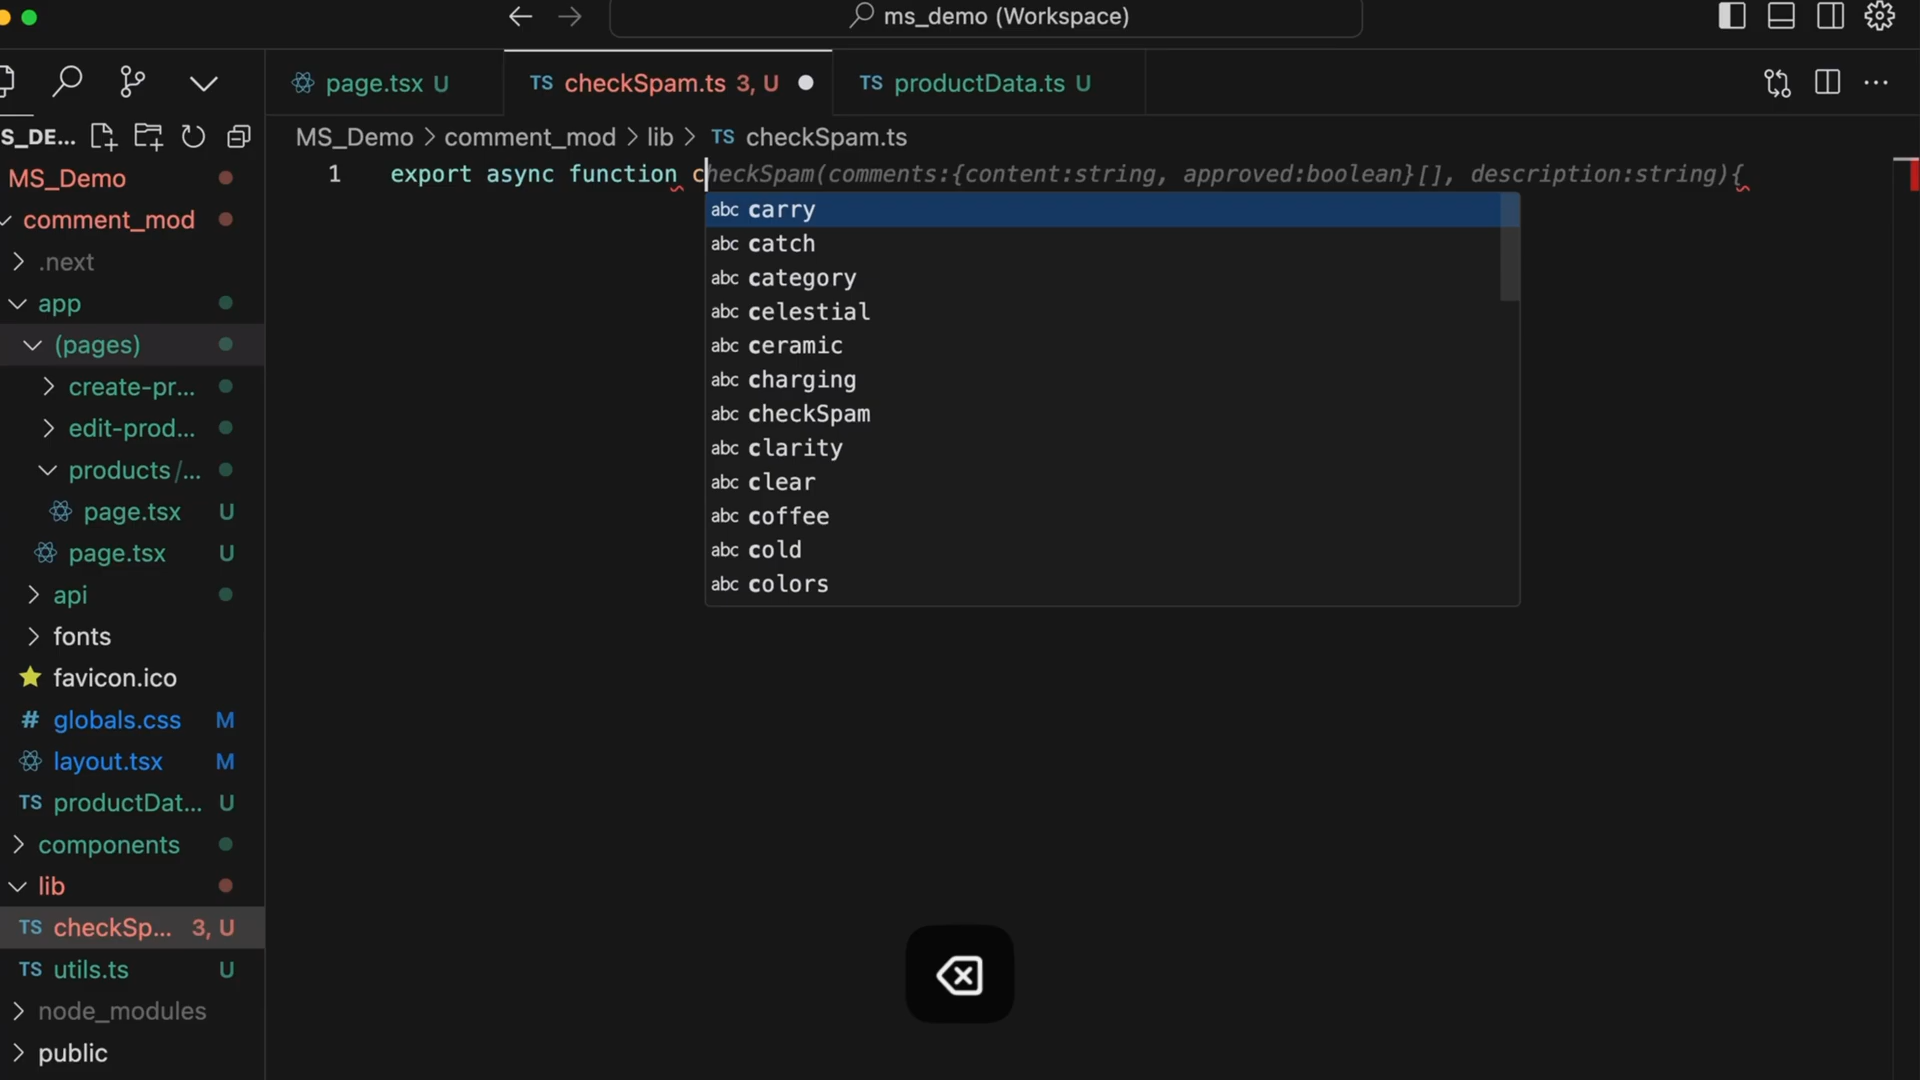 ms_demo (Workspace)
page.tsx U
TS checkSpam.ts 3, U
TS productData.ts U
S_DE...
MS_Demo > comment_mod > lib > TS checkSpam.ts
1 export async function checkSpam(comments:{content:string, approved:boolean}[], description:string){
abc carry
abc catch
abc category
abc celestial
abc ceramic
abc charging
abc checkSpam
abc clarity
abc clear
abc coffee
abc cold
abc colors
MS_Demo
comment_mod
.next
app
(pages)
create-pr...
edit-prod...
products/...
page.tsx U
page.tsx U
api
fonts
favicon.ico
# globals.css M
layout.tsx M
TS productDat... U
components
lib
TS checkSp... 3, U
TS utils.ts U
node_modules
public